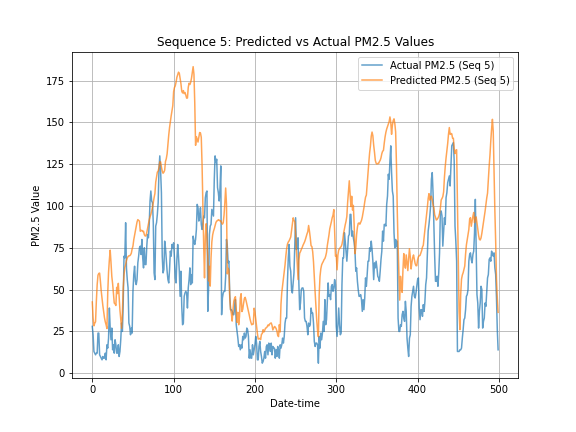 Sequence 5: Predicted vs Actual PM2.5 Values
Actual PM2.5 (Seq 5)
Predicted PM2.5 (Seq 5)
175
150
125
100
75
50
25
0
PM2.5 Value
0 100 200 300 400 500
Date-time